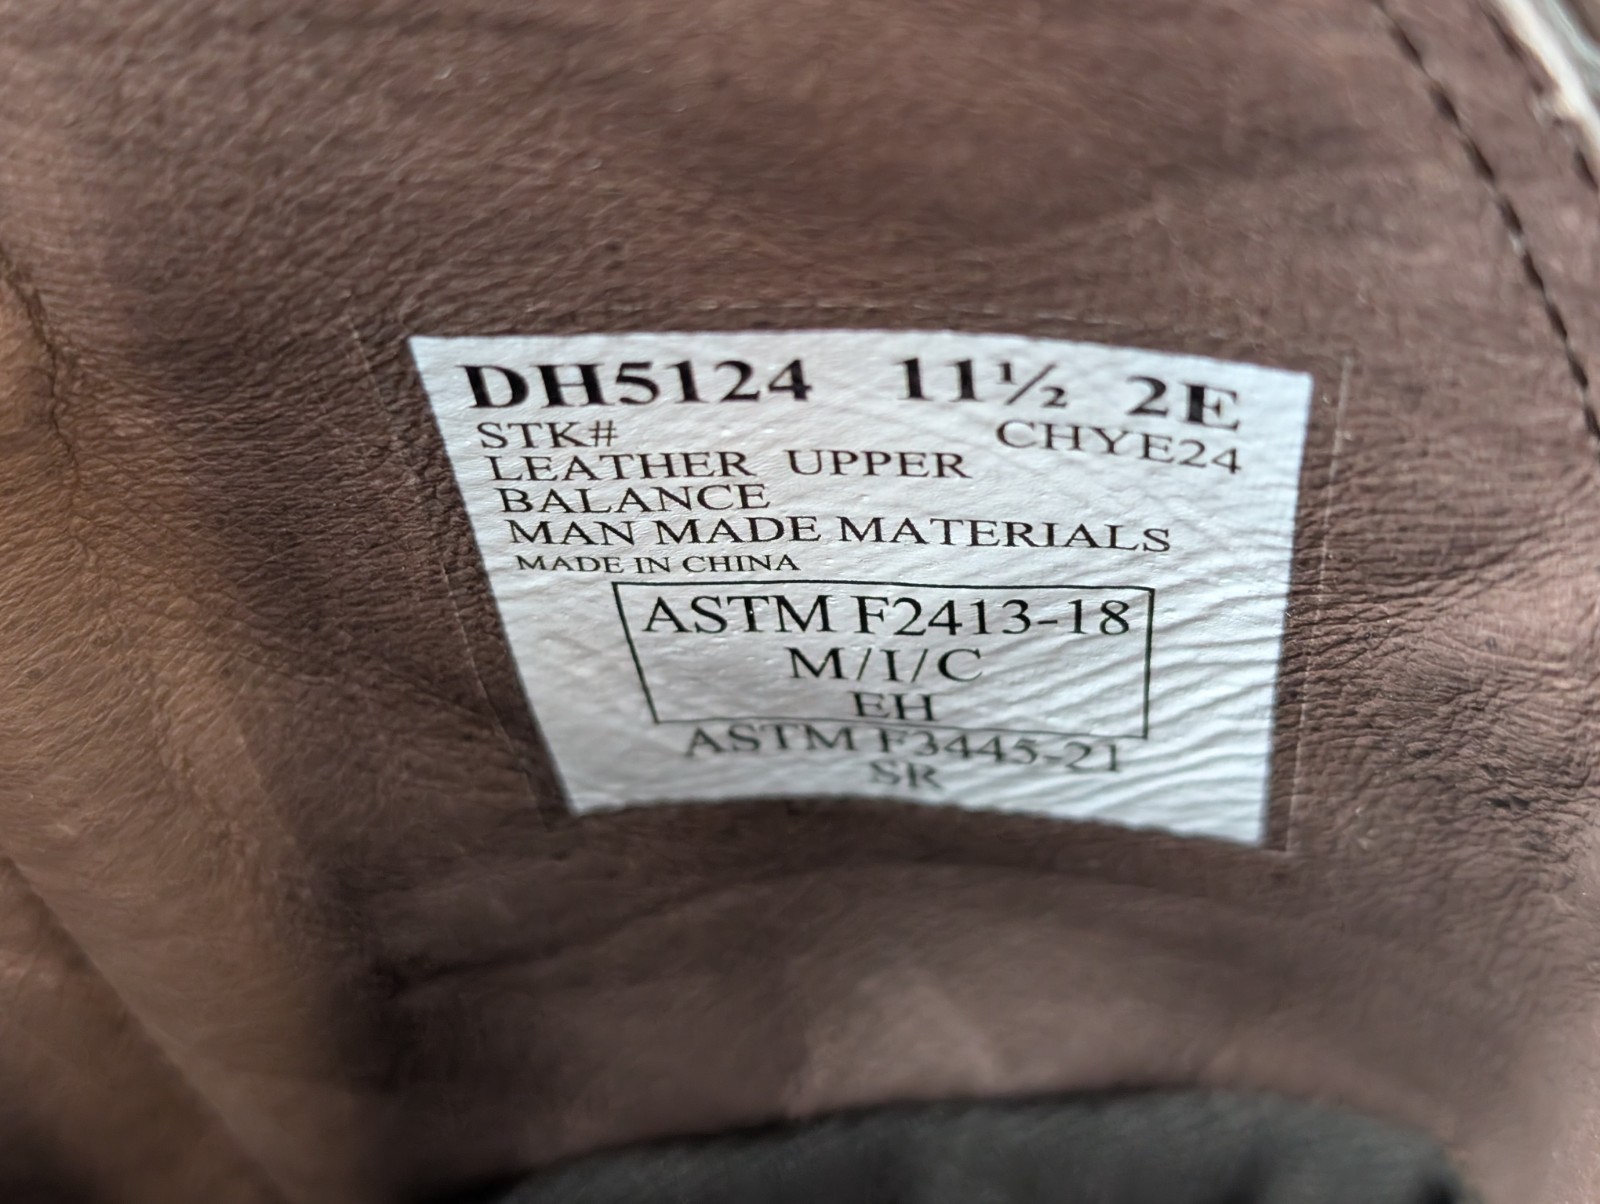 DH5124 11½ 2E
STK# CHYE24
LEATHER UPPER
BALANCE
MAN MADE MATERIALS
MADE IN CHINA
ASTM F2413-18
M/I/C
EH
ASTM F3445-21
SR